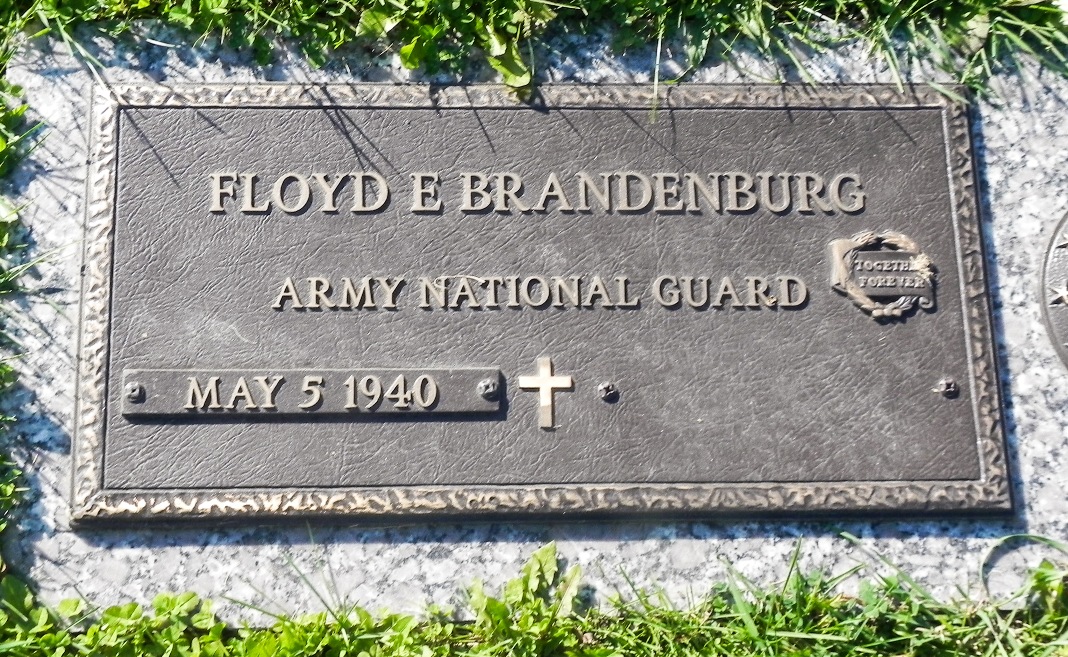 FLOYD E BRANDENBURG
ARMY NATIONAL GUARD
TOGETHER
FOREVER
MAY 5 1940